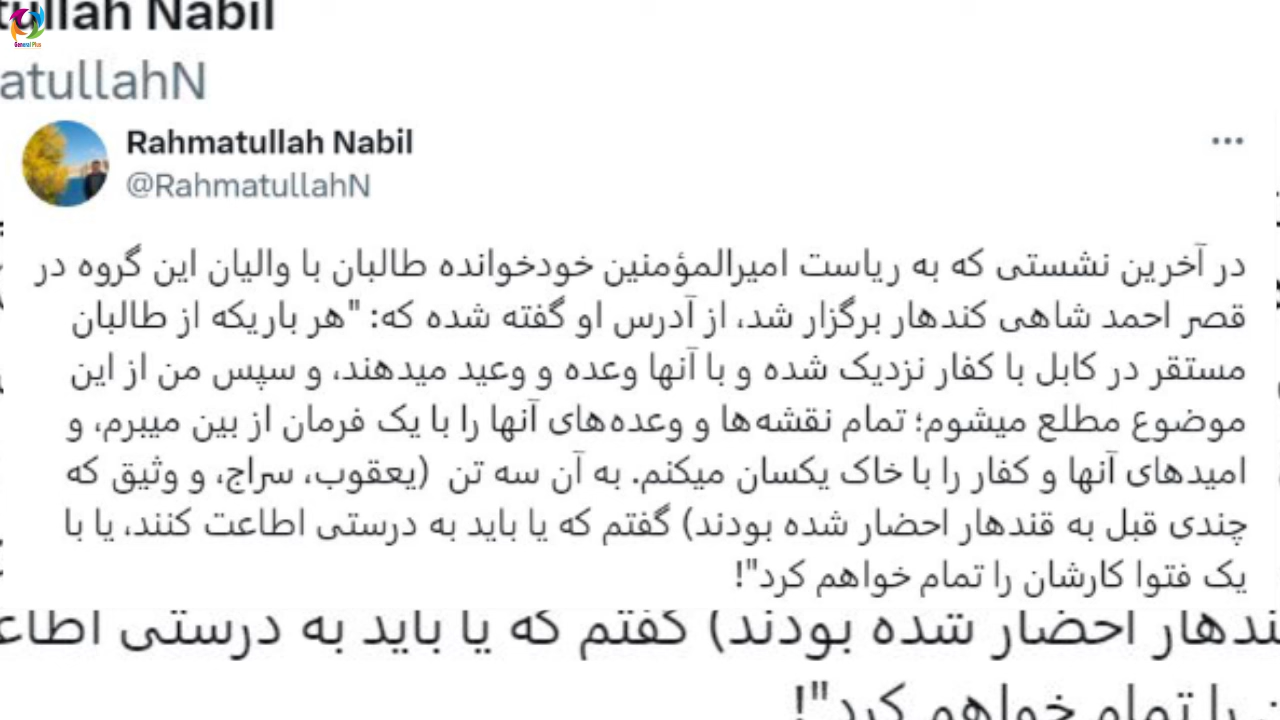 tullah Nabil
General Plus
atullahN
Rahmatullah Nabil
@RahmatullahN
در آخرین نشستی که به ریاست امیرالمؤمنین خودخوانده طالبان با والیان این گروه در
قصر احمد شاهی کندهار برگزار شد، از آدرس او گفته شده که: "هر باریکه از طالبان
مستقر در کابل با کفار نزدیک شده و با آنها وعده و وعید میدهند، و سپس من از این
موضوع مطلع میشوم؛ تمام نقشه‌ها و وعده‌های آنها را با یک فرمان از بین میبرم، و
امیدهای آنها و کفار را با خاک یکسان میکنم. به آن سه تن (یعقوب، سراج، و وثیق که
چندی قبل به قندهار احضار شده بودند) گفتم که یا باید به درستی اطاعت کنند، یا با
یک فتوا کارشان را تمام خواهم کرد"!
ندهار احضار شده بودند) گفتم که یا باید به درستی اطاع
را تمام خواهم کرد"!